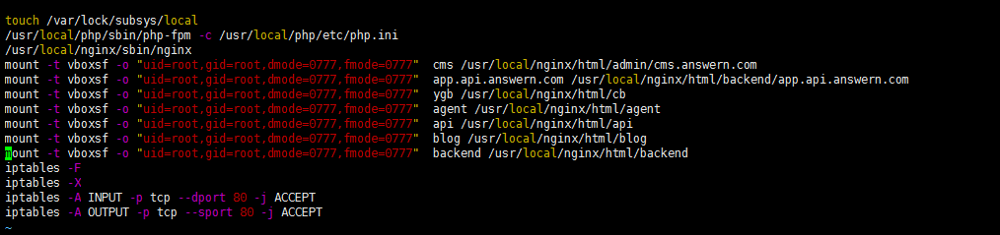 touch /var/lock/subsys/local
/usr/local/php/sbin/php-fpm -c /usr/local/php/etc/php.ini
/usr/local/nginx/sbin/nginx
mount -t vboxsf -o "uid=root,gid=root,dmode=0777,fmode=0777"  cms /usr/local/nginx/html/admin/cms.answern.com
mount -t vboxsf -o "uid=root,gid=root,dmode=0777,fmode=0777"  app.api.answern.com /usr/local/nginx/html/backend/app.api.answern.com
mount -t vboxsf -o "uid=root,gid=root,dmode=0777,fmode=0777"  ygb /usr/local/nginx/html/cb
mount -t vboxsf -o "uid=root,gid=root,dmode=0777,fmode=0777"  agent /usr/local/nginx/html/agent
mount -t vboxsf -o "uid=root,gid=root,dmode=0777,fmode=0777"  api /usr/local/nginx/html/api
mount -t vboxsf -o "uid=root,gid=root,dmode=0777,fmode=0777"  blog /usr/local/nginx/html/blog
mount -t vboxsf -o "uid=root,gid=root,dmode=0777,fmode=0777"  backend /usr/local/nginx/html/backend
iptables -F
iptables -X
iptables -A INPUT -p tcp --dport 80 -j ACCEPT
iptables -A OUTPUT -p tcp --sport 80 -j ACCEPT
~